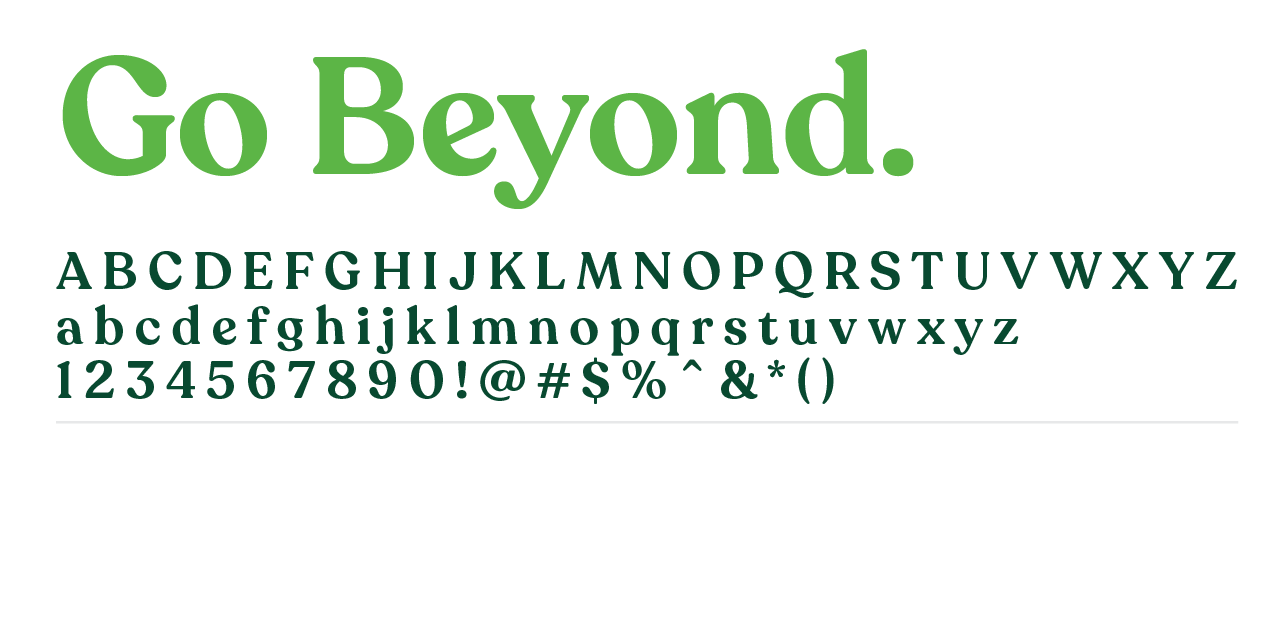 Go Beyond.
A B C D E F G H I J K L M N O P Q R S T U V W X Y Z
a b c d e f g h i j k l m n o p q r s t u v w x y z
1 2 3 4 5 6 7 8 9 0 ! @ # $ % ^ & * ( )